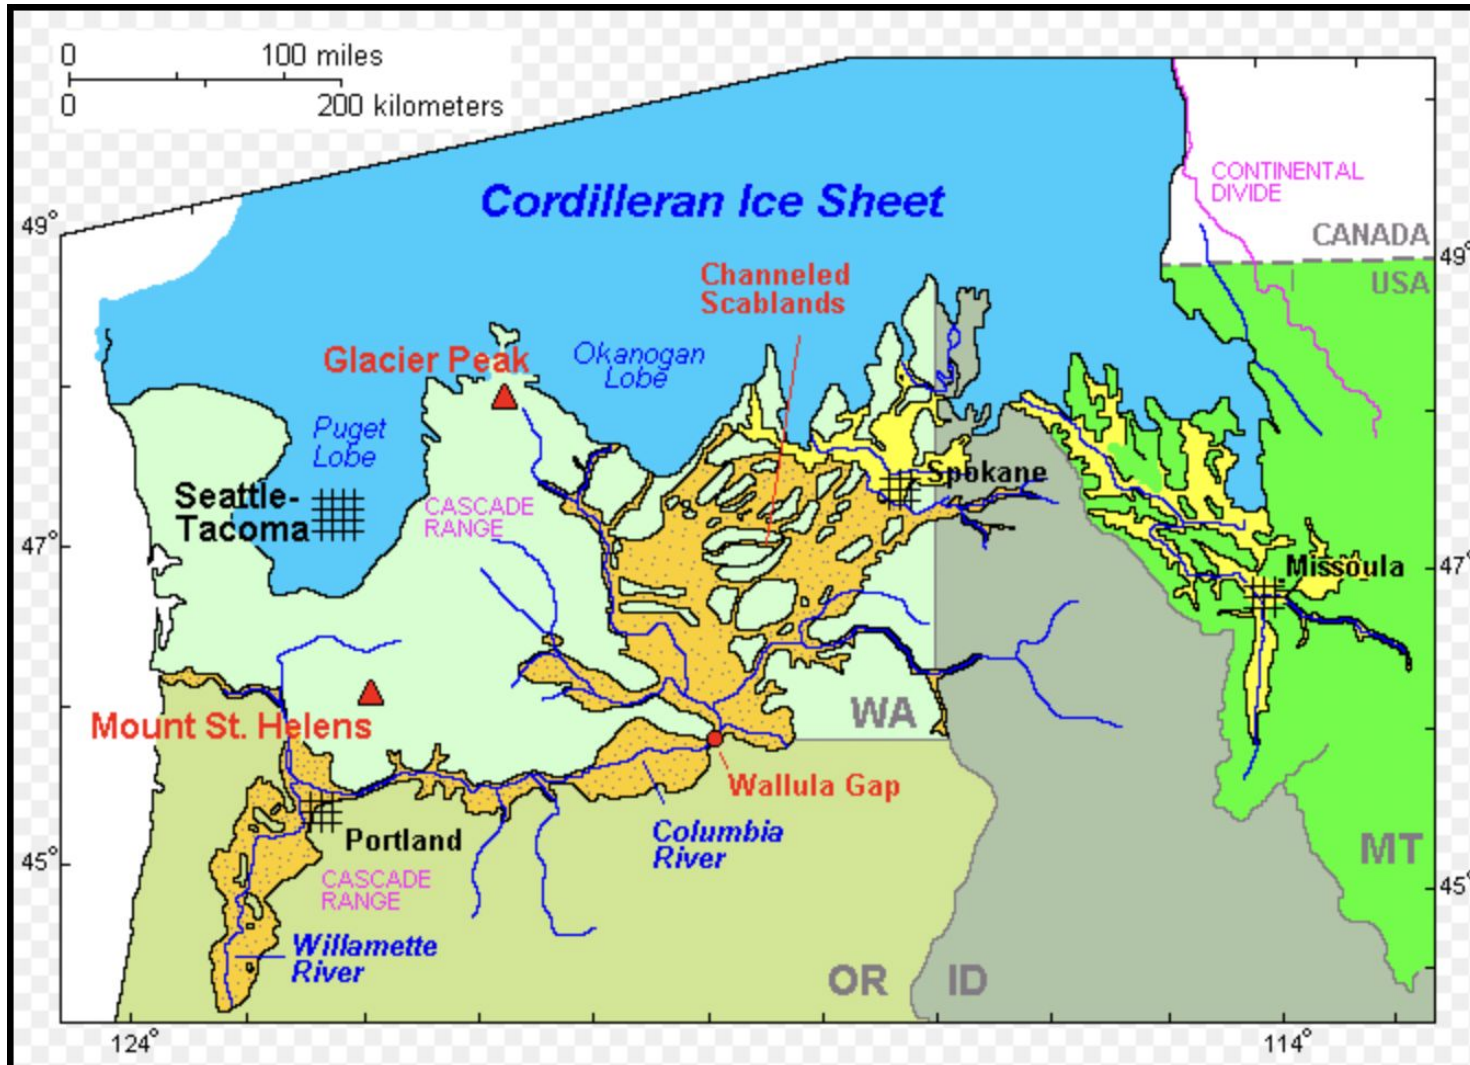 0 100 miles
0 200 kilometers
Cordilleran Ice Sheet
CONTINENTAL
DIVIDE
49°
CANADA
49°
USA
Channeled
Scablands
Glacier Peak
Okanogan
Lobe
Puget
Lobe
Spokane
Seattle-
Tacoma
CASCADE
RANGE
47°
47°
Missoula
Mount St. Helens
WA
Wallula Gap
Portland
Columbia
River
MT
45°
45°
CASCADE
RANGE
Willamette
River
OR
ID
124°
114°